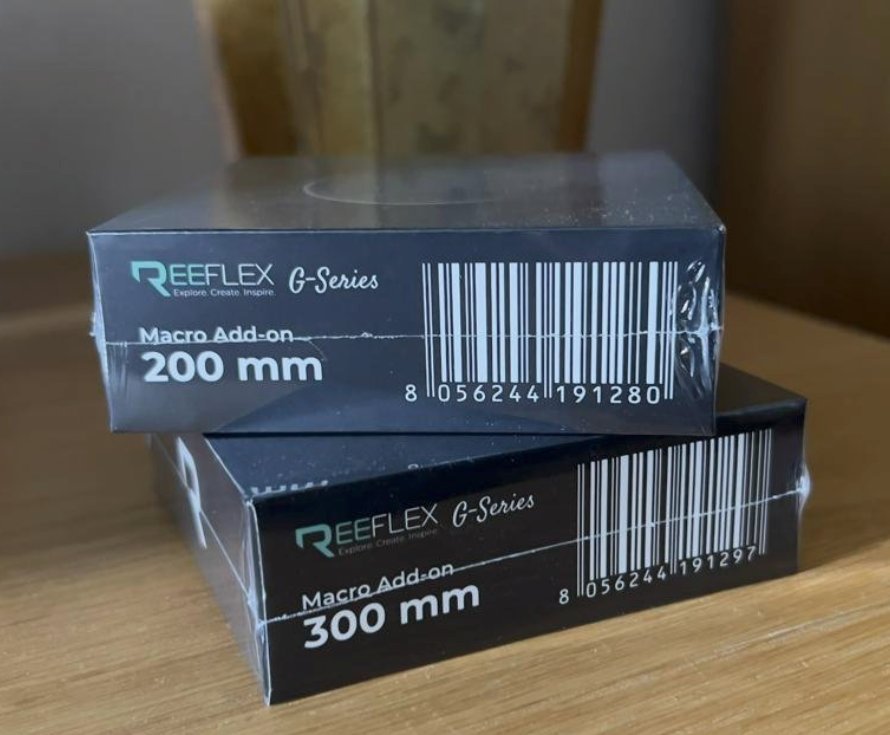 REEFLEX G-Series
Explore. Create. Inspire.
Macro Add-on
200 mm
8 056244 191280
REEFLEX G-Series
Explore. Create. Inspire.
Macro Add-on
300 mm
8 056244 191297